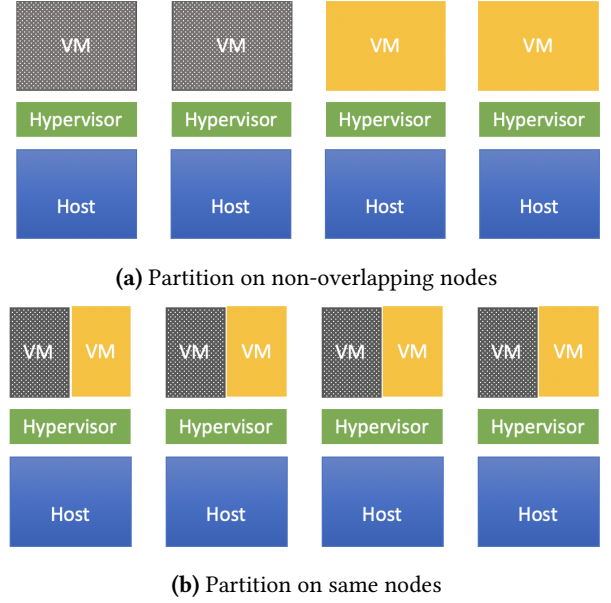 VM VM VM VM
Hypervisor Hypervisor Hypervisor Hypervisor
Host Host Host Host
(a) Partition on non-overlapping nodes
VM VM VM VM VM VM VM VM
Hypervisor Hypervisor Hypervisor Hypervisor
Host Host Host Host
(b) Partition on same nodes